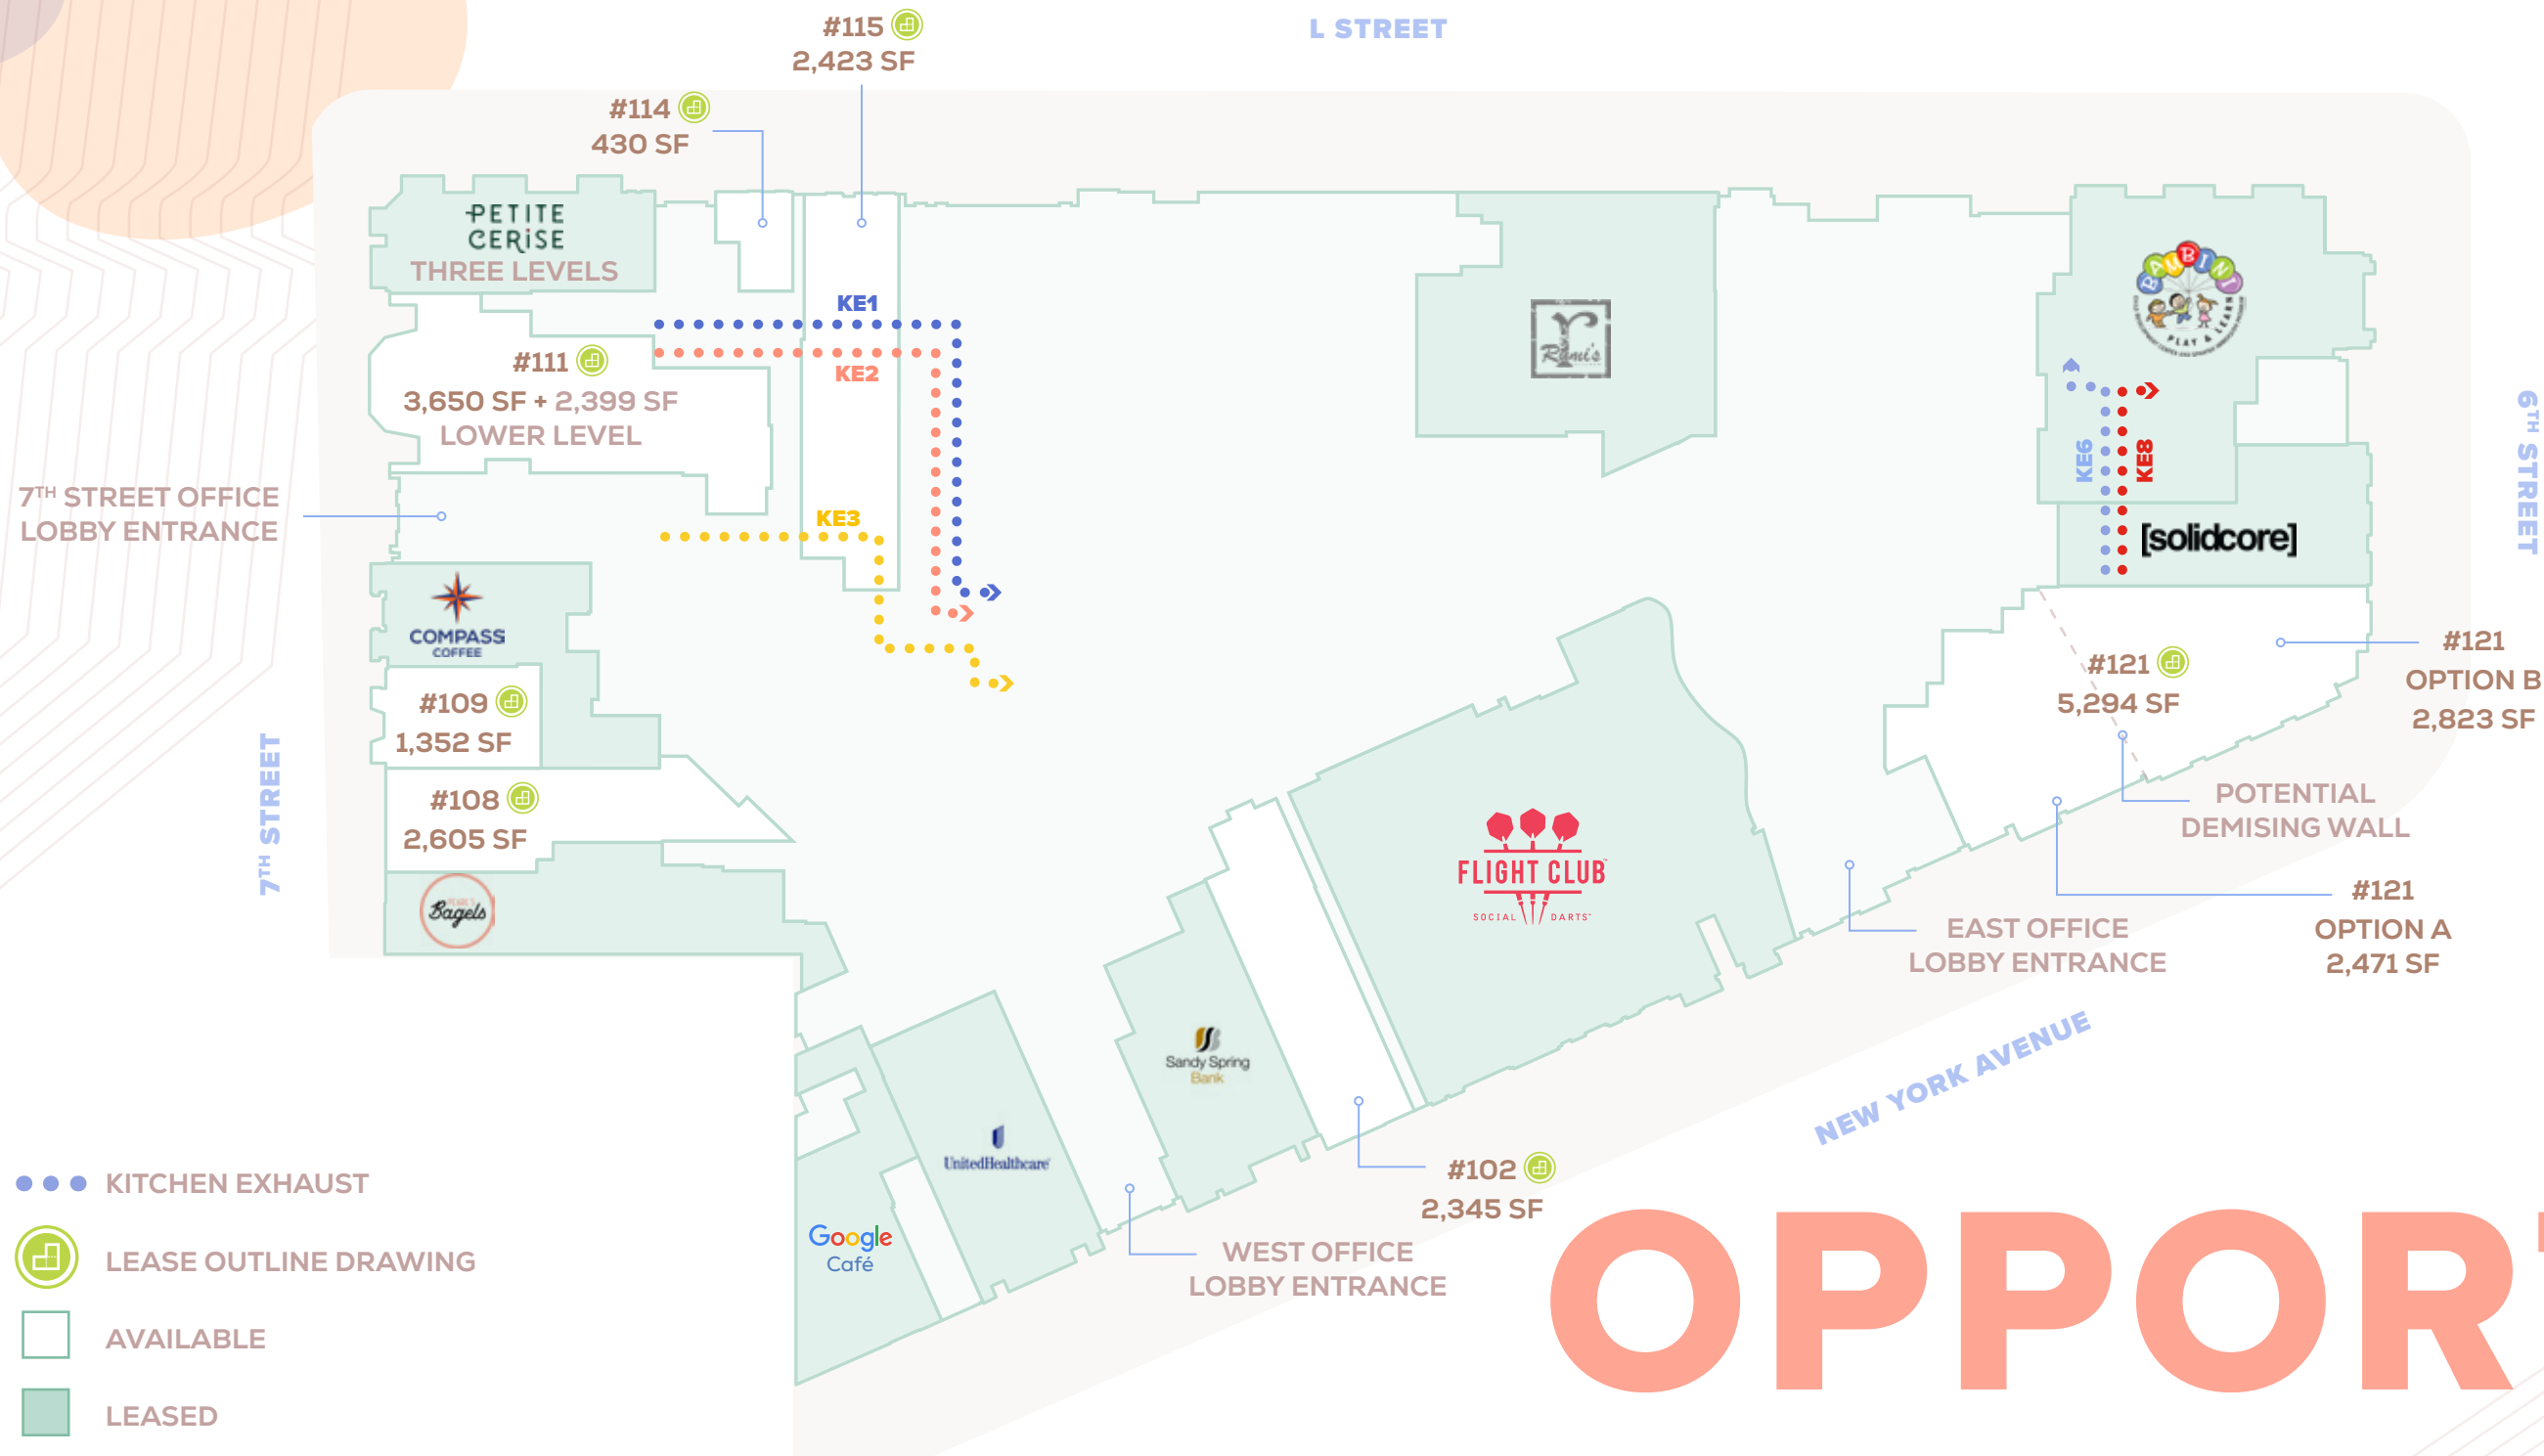 L STREET
#115
2,423 SF
#114
430 SF
PETITE
CERISE
THREE LEVELS
KE1
KE2
#111
3,650 SF + 2,399 SF
LOWER LEVEL
7TH STREET OFFICE
LOBBY ENTRANCE
KE3
Rami's
BAMBINI
PLAY & LEARN
KE6
KE8
[solidcore]
6TH STREET
COMPASS
COFFEE
#109
1,352 SF
#108
2,605 SF
7TH STREET
Bagels
#121
5,294 SF
#121
OPTION B
2,823 SF
POTENTIAL
DEMISING WALL
#121
OPTION A
2,471 SF
FLIGHT CLUB
SOCIAL DARTS
EAST OFFICE
LOBBY ENTRANCE
NEW YORK AVENUE
Sandy Spring
Bank
UnitedHealthcare
#102
2,345 SF
Google
Café
WEST OFFICE
LOBBY ENTRANCE
KITCHEN EXHAUST
LEASE OUTLINE DRAWING
AVAILABLE
LEASED
OPPOR